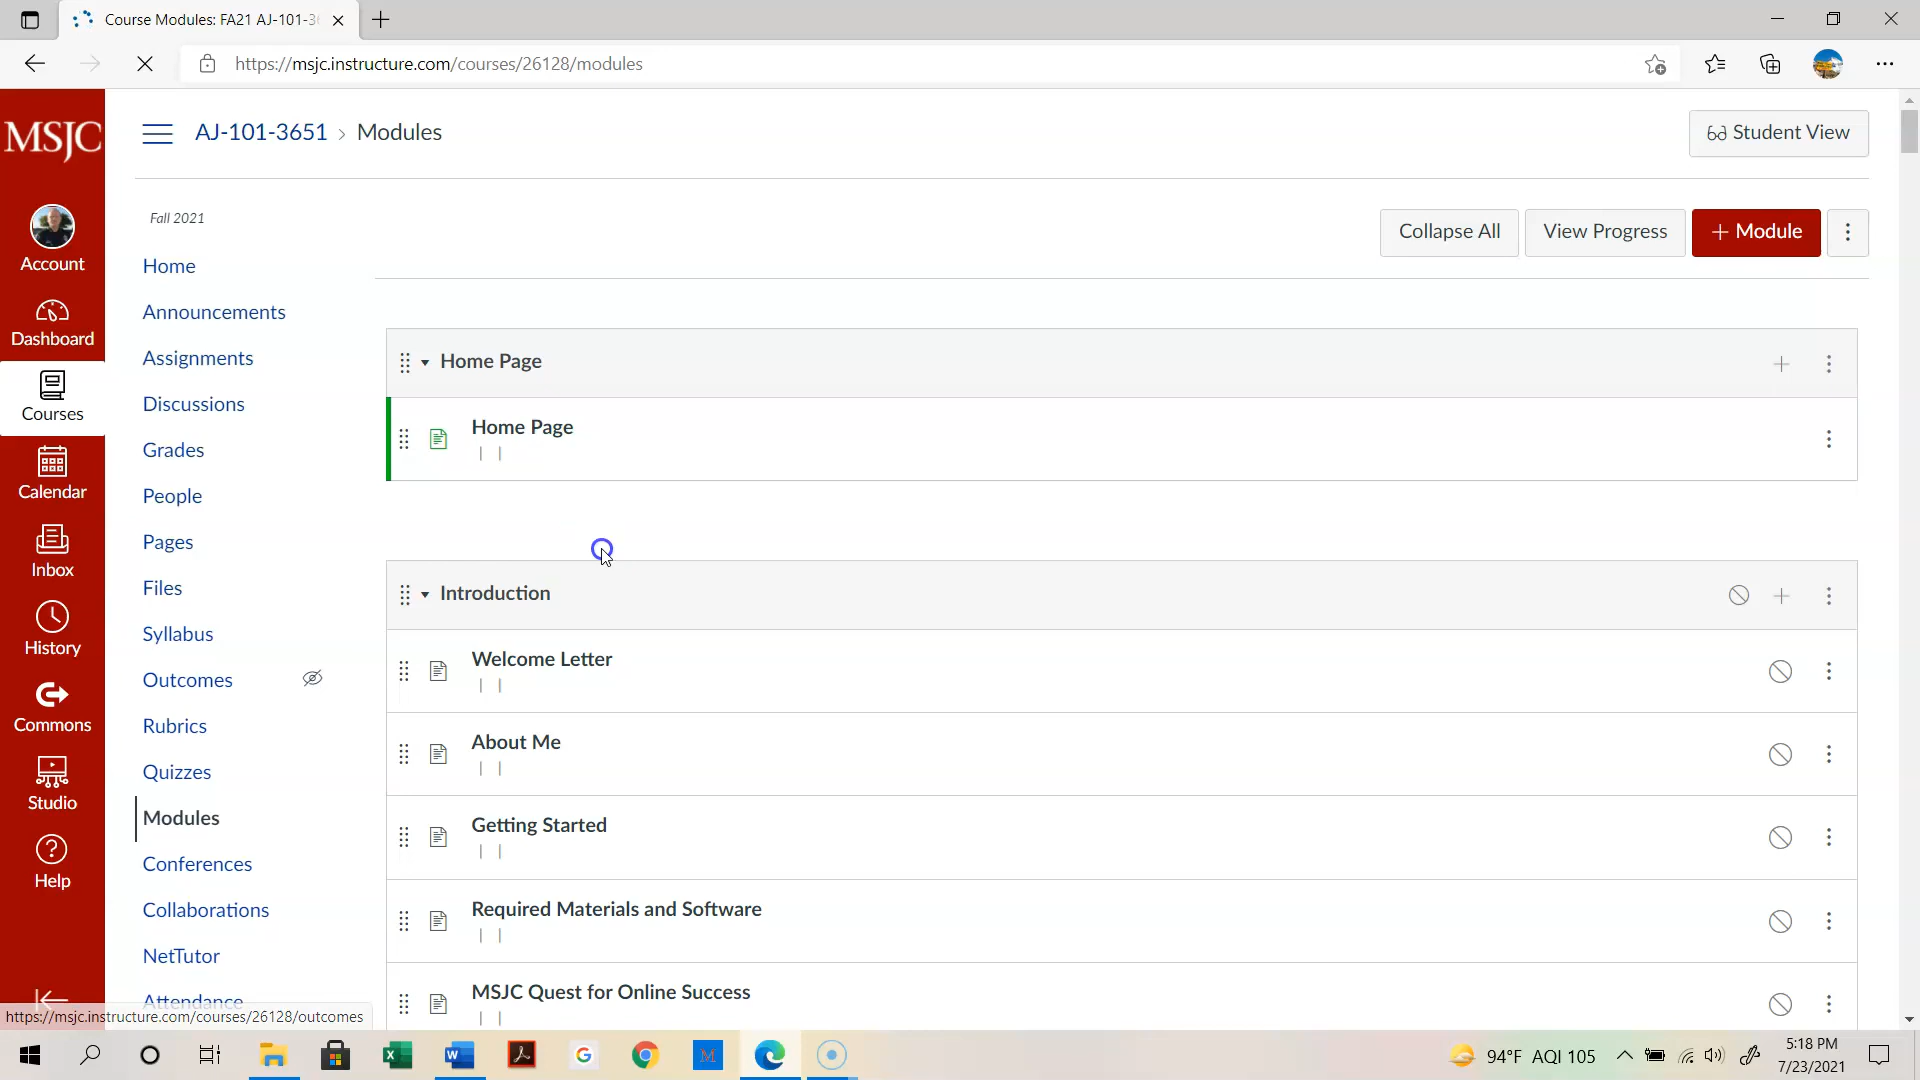 Course Modules: FA21 AJ-101-3
https://msjc.instructure.com/courses/26128/modules
MSJC
Account
Dashboard
Courses
Calendar
Inbox
History
Commons
Studio
Help
AJ-101-3651 › Modules
Student View
Fall 2021
Home
Announcements
Assignments
Discussions
Grades
People
Pages
Files
Syllabus
Outcomes
Rubrics
Quizzes
Modules
Conferences
Collaborations
NetTutor
Attendance
Collapse All
View Progress
+ Module
Home Page
Home Page
| |
Introduction
Welcome Letter
| |
About Me
| |
Getting Started
| |
Required Materials and Software
| |
MSJC Quest for Online Success
| |
https://msjc.instructure.com/courses/26128/outcomes
94°F AQI 105
5:18 PM
7/23/2021